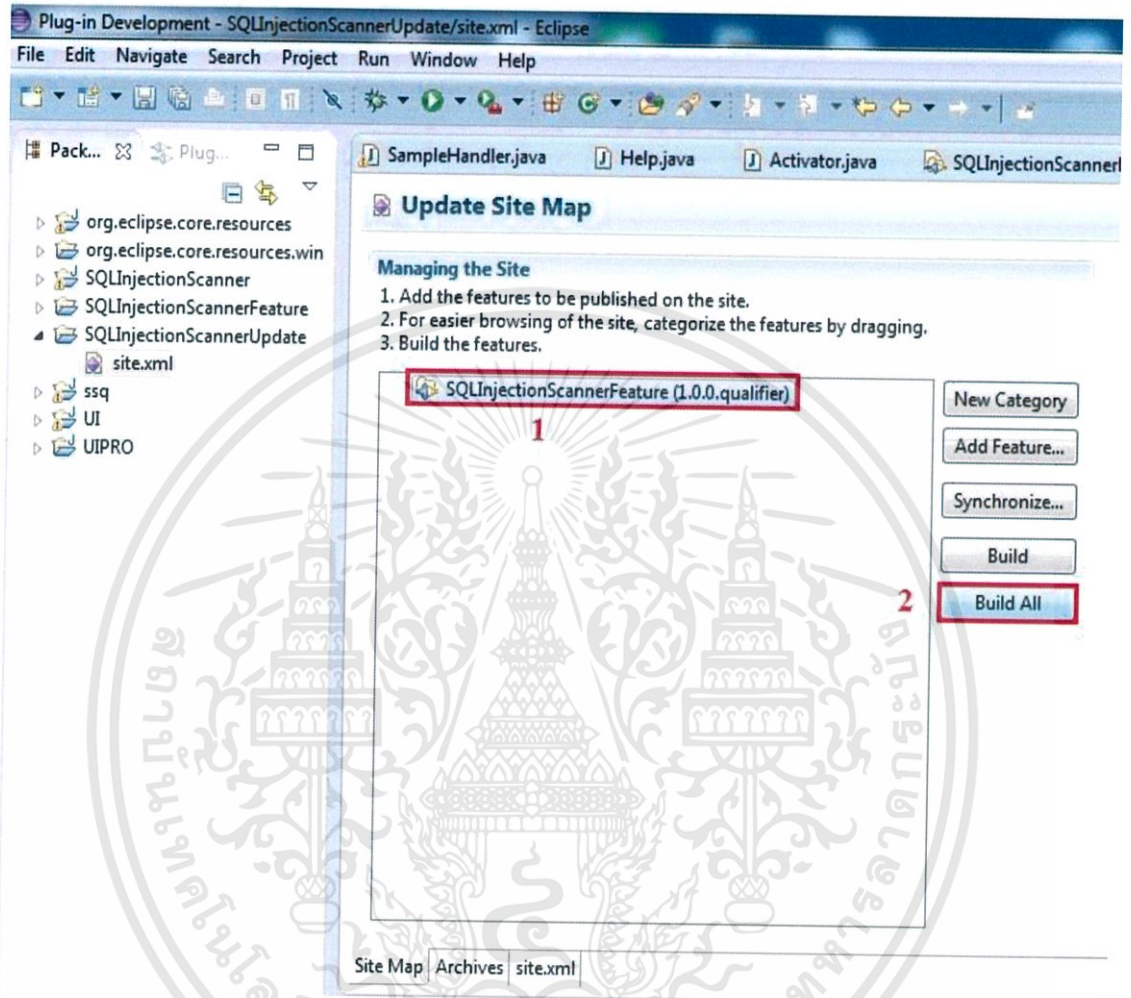 Plug-in Development - SQLInjectionScannerUpdate/site.xml - Eclipse
File Edit Navigate Search Project Run Window Help
Pack... Plug...
SampleHandler.java Help.java Activator.java
Update Site Map
org.eclipse.core.resources
org.eclipse.core.resources.win
SQLInjectionScanner
SQLInjectionScannerFeature
SQLInjectionScannerUpdate
site.xml
ssq
UI
UIPRO
Managing the Site
1. Add the features to be published on the site.
2. For easier browsing of the site, categorize the features by dragging.
3. Build the features.
SQLInjectionScannerFeature (1.0.0.qualifier)
1
New Category
Add Feature...
Synchronize...
Build
2 Build All
Site Map Archives site.xml